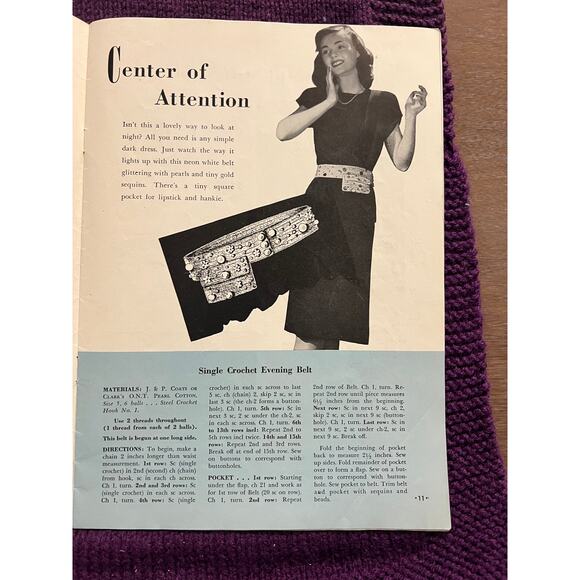 Center of
Attention
Isn't this a lovely way to look at
night? All you need is any simple
dark dress. Just watch the way it
lights up with this neon white belt
glittering with pearls and tiny gold
sequins. There's a tiny square
pocket for lipstick and hankie.
Single Crochet Evening Belt
MATERIALS: J. & P. COATS OR
CLARK'S O.N.T. PEARL COTTON,
Size 5, 6 balls . . . Steel Crochet
Hook No. 1.
Use 2 threads throughout
(1 thread from each of 2 balls).
This belt is begun at one long side.
DIRECTIONS: To begin, make a
chain 2 inches longer than waist
measurement. 1st row: Sc (single
crochet) in 2nd (second) ch (chain)
from hook, sc in each ch across.
Ch 1, turn. 2nd and 3rd rows: Sc
(single crochet) in each sc across.
Ch 1, turn. 4th row: Sc (single
crochet) in each sc across to last
5 sc, ch (chain) 2, skip 2 sc, sc in
last 3 sc (the ch-2 forms a button-
hole). Ch 1, turn. 5th row: Sc in
next 3 sc, 2 sc under the ch-2, sc
in each sc across. Ch 1, turn. 6th
to 13th rows incl: Repeat 2nd to
5th rows incl twice. 14th and 15th
rows: Repeat 2nd and 3rd rows.
Break off at end of 15th row. Sew
on buttons to correspond with
buttonholes.
POCKET . . . 1st row: Starting
under the flap, ch 21 and work as
for 1st row of Belt (20 sc on row).
Ch 1, turn. 2nd row: Repeat
2nd row of Belt. Ch 1, turn. Re-
peat 2nd row until piece measures
6½ inches from the beginning.
Next row: Sc in next 9 sc, ch 2,
skip 2 sc, sc in next 9 sc (button-
hole). Ch 1, turn. Last row: Sc in
next 9 sc, 2 sc under ch-2, sc in
next 9 sc. Break off.
Fold the beginning of pocket
back to measure 2½ inches. Sew
up sides. Fold remainder of pocket
over to form a flap. Sew on a but-
ton to correspond with button-
hole. Sew pocket to belt. Trim belt
and pocket with sequins and
beads.
"11"